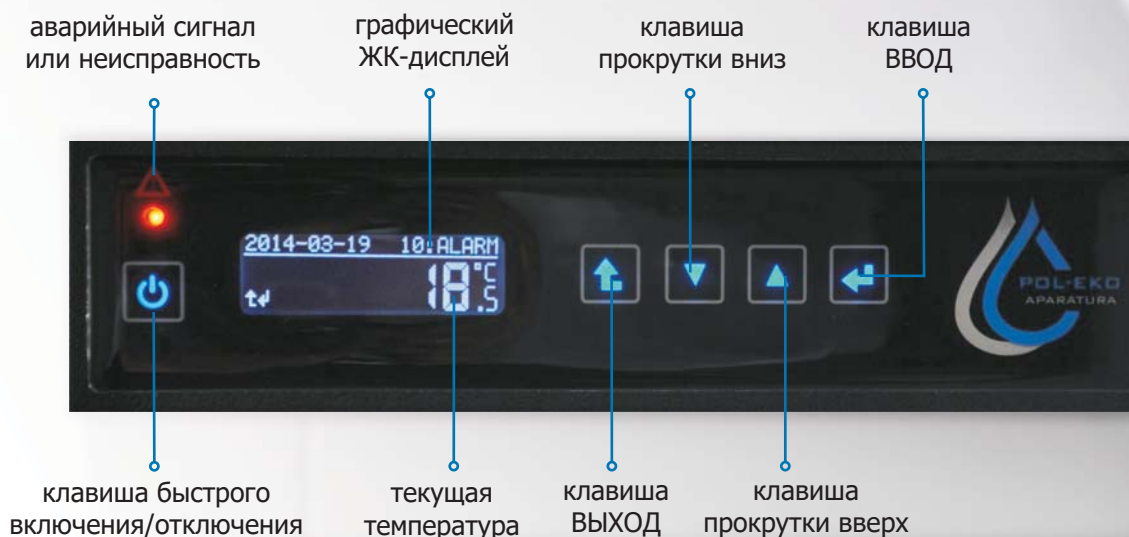 аварийный сигнал
или неисправность
графический
ЖК-дисплей
клавиша
прокрутки вниз
клавиша
ВВОД
2014-03-19 10:ALARM
18.5 °C
POL-EKO
APARATURA
клавиша быстрого
включения/отключения
текущая
температура
клавиша
ВЫХОД
клавиша
прокрутки вверх